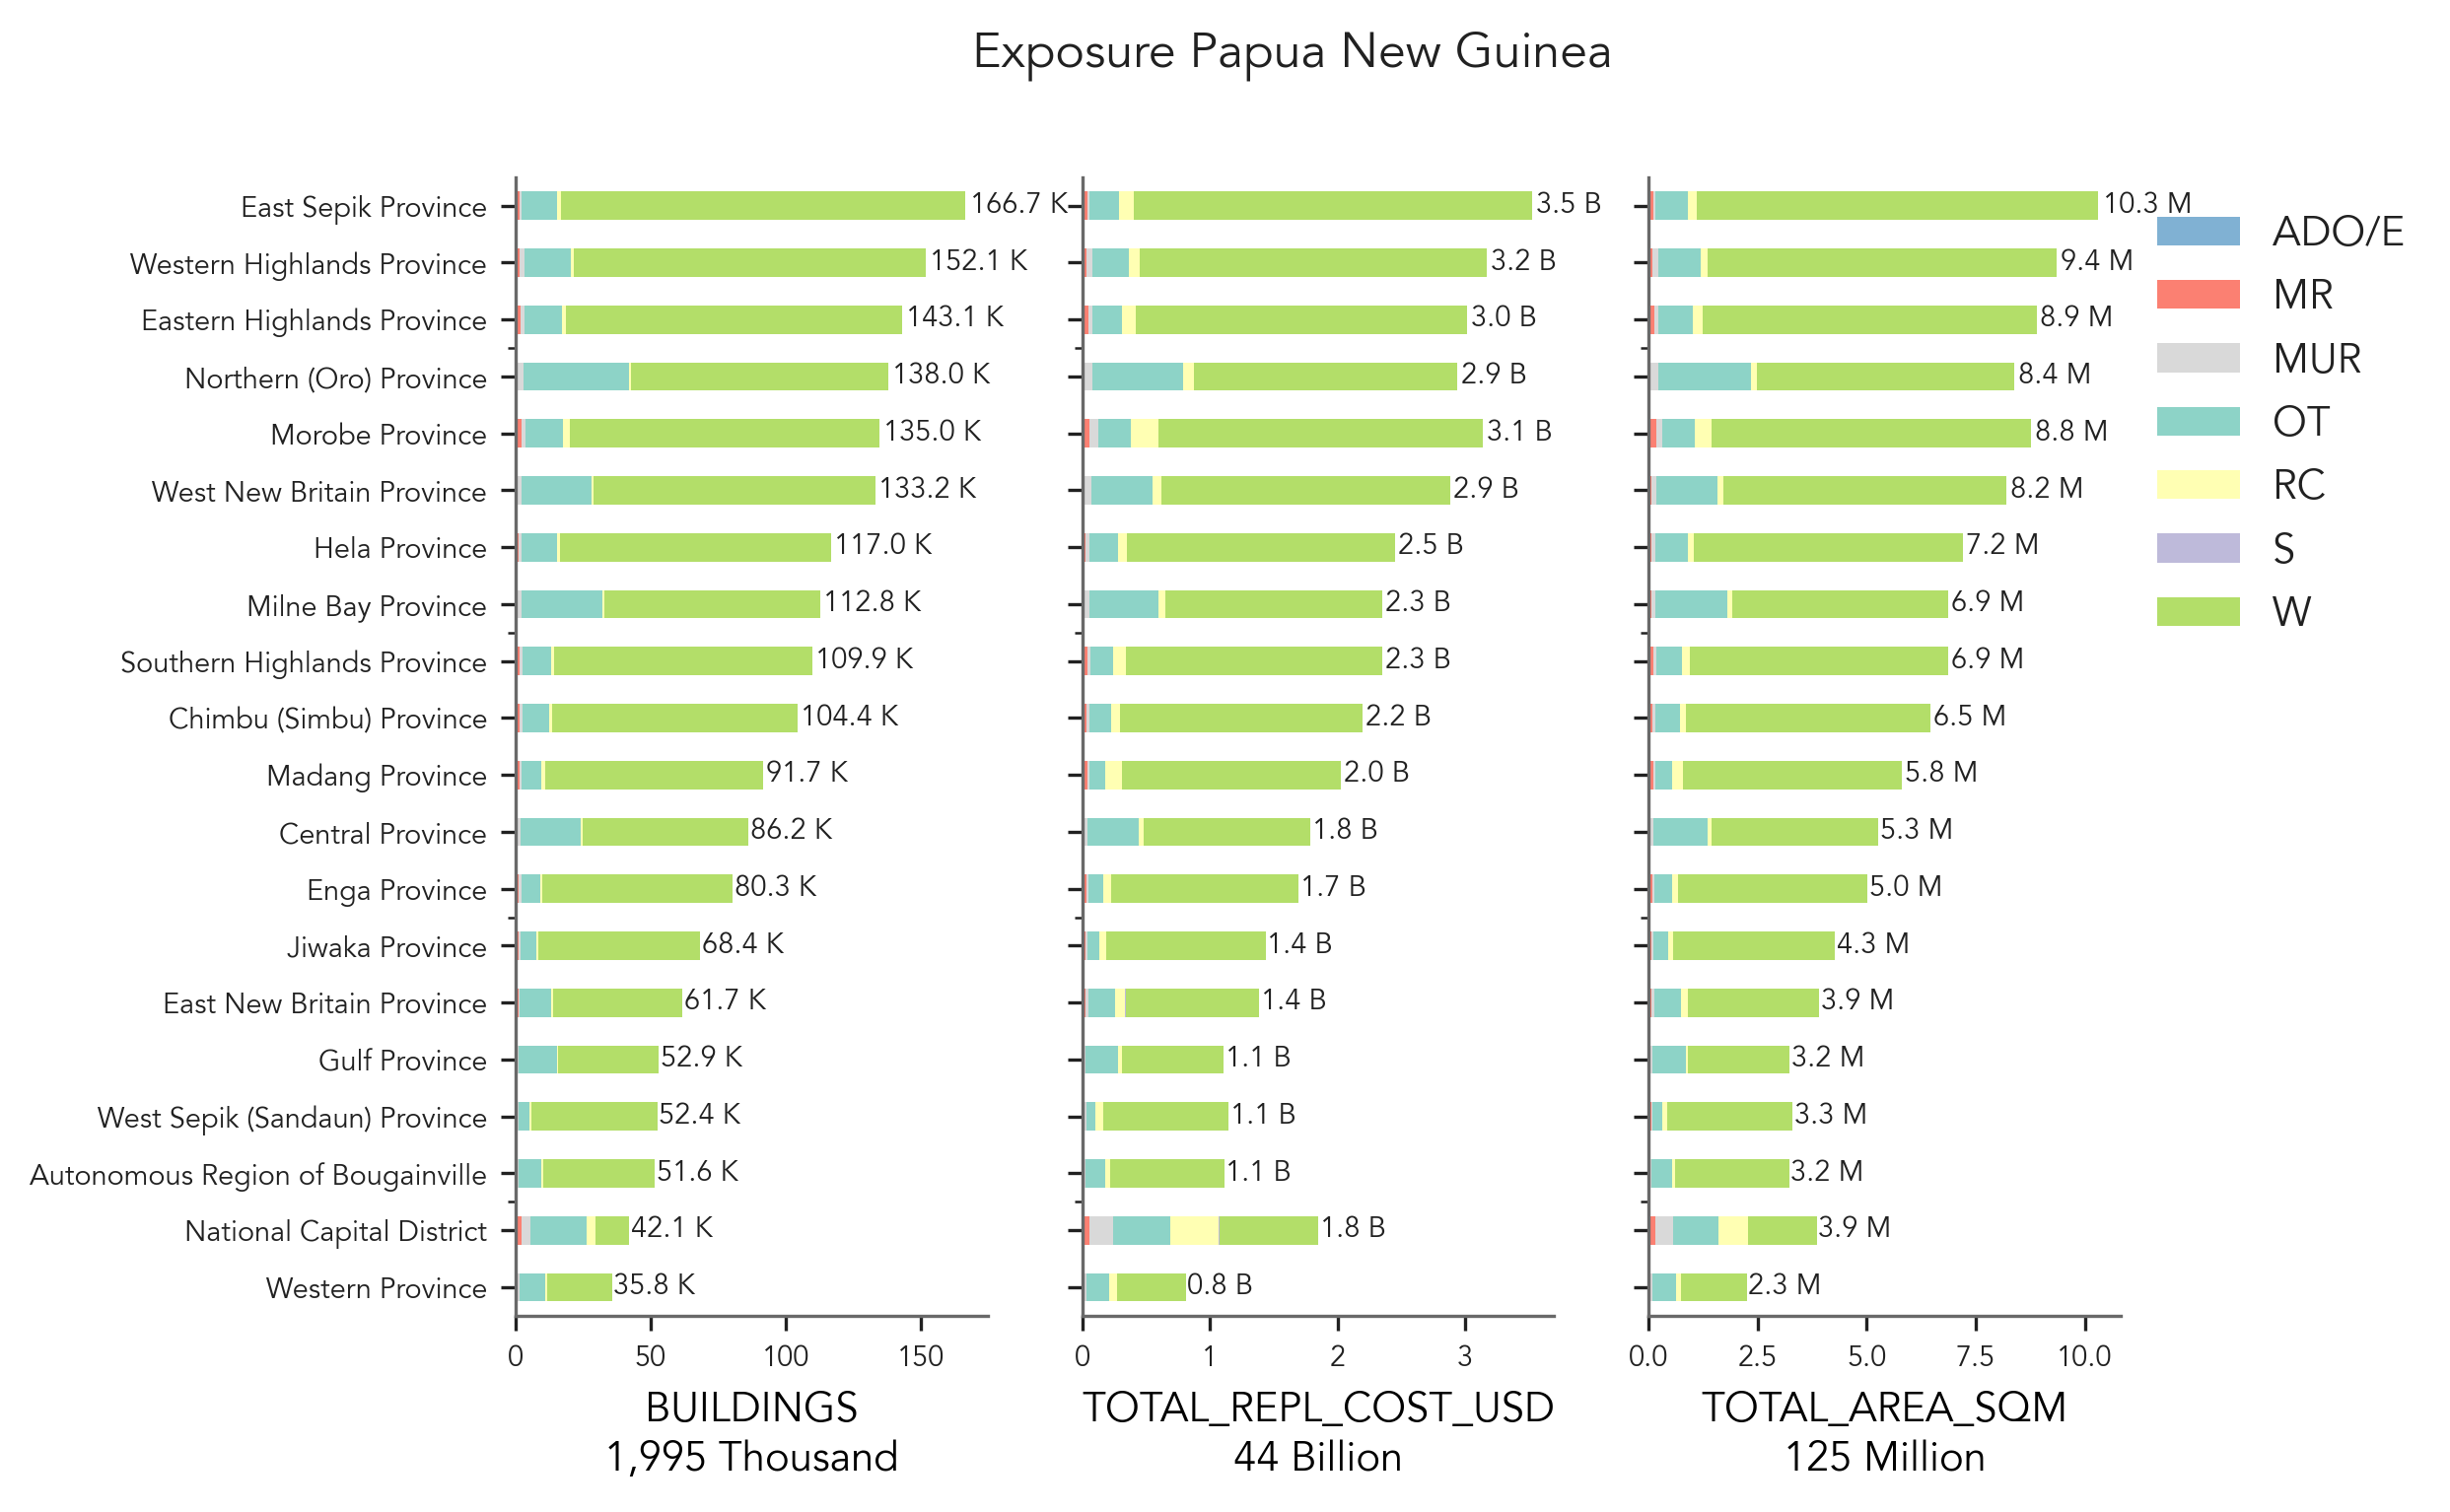 Exposure Papua New Guinea
East Sepik Province 166.7 K 3.5 B 10.3 M
Western Highlands Province 152.1 K 3.2 B 9.4 M
Eastern Highlands Province 143.1 K 3.0 B 8.9 M
Northern (Oro) Province 138.0 K 2.9 B 8.4 M
Morobe Province 135.0 K 3.1 B 8.8 M
West New Britain Province 133.2 K 2.9 B 8.2 M
Hela Province 117.0 K 2.5 B 7.2 M
Milne Bay Province 112.8 K 2.3 B 6.9 M
Southern Highlands Province 109.9 K 2.3 B 6.9 M
Chimbu (Simbu) Province 104.4 K 2.2 B 6.5 M
Madang Province 91.7 K 2.0 B 5.8 M
Central Province 86.2 K 1.8 B 5.3 M
Enga Province 80.3 K 1.7 B 5.0 M
Jiwaka Province 68.4 K 1.4 B 4.3 M
East New Britain Province 61.7 K 1.4 B 3.9 M
Gulf Province 52.9 K 1.1 B 3.2 M
West Sepik (Sandaun) Province 52.4 K 1.1 B 3.3 M
Autonomous Region of Bougainville 51.6 K 1.1 B 3.2 M
National Capital District 42.1 K 1.8 B 3.9 M
Western Province 35.8 K 0.8 B 2.3 M
0 50 100 150
BUILDINGS
1,995 Thousand
0 1 2 3
TOTAL_REPL_COST_USD
44 Billion
0.0 2.5 5.0 7.5 10.0
TOTAL_AREA_SQM
125 Million
ADO/E
MR
MUR
OT
RC
S
W